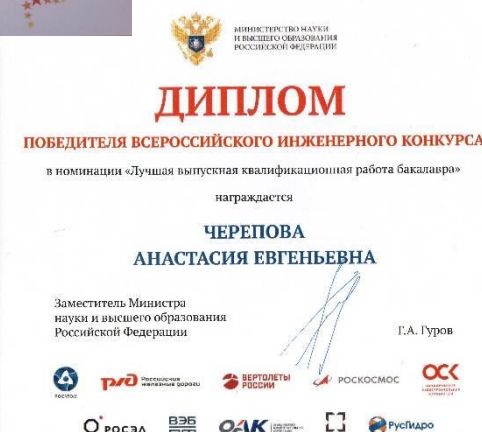 МИНИСТЕРСТВО НАУКИ
И ВЫСШЕГО ОБРАЗОВАНИЯ
РОССИЙСКОЙ ФЕДЕРАЦИИ
ДИПЛОМ
ПОБЕДИТЕЛЯ ВСЕРОССИЙСКОГО ИНЖЕНЕРНОГО КОНКУРСА
в номинации «Лучшая выпускная квалификационная работа бакалавра»
награждается
ЧЕРЕПОВА
АНАСТАСИЯ ЕВГЕНЬЕВНА
Заместитель Министра
науки и высшего образования
Российской Федерации
Г.А. Гуров
РОСАТОМ
ржд Российские железные дороги
ВЕРТОЛЕТЫ РОССИИ
РОСКОСМОС
ОСК
РОСЭЛ
ВЭБ
ОАК
РусГидро